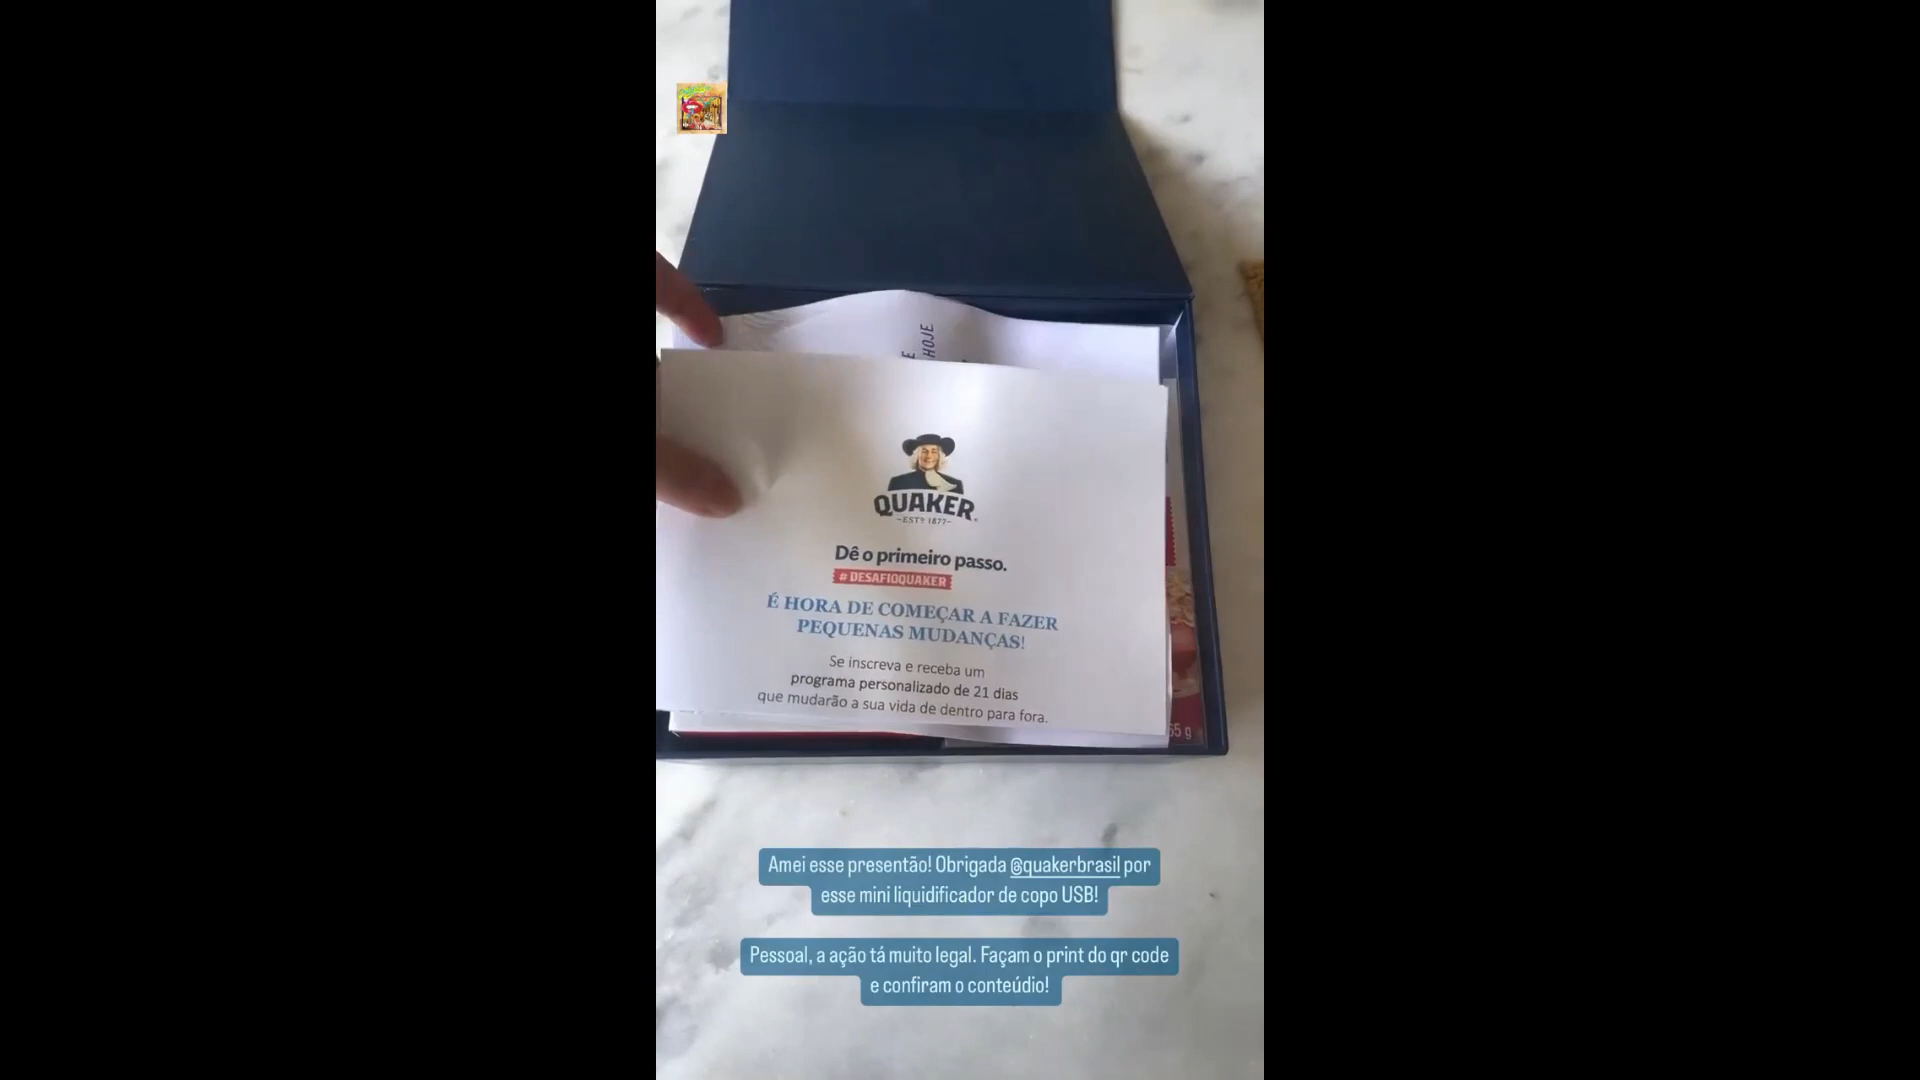 E
HOJE
QUAKER
EST? 1877
Dê o primeiro passo.
#DESAFIOQUAKER
É HORA DE COMEÇAR A FAZER
PEQUENAS MUDANÇAS!
Se inscreva e receba um
programa personalizado de 21 dias
que mudarão a sua vida de dentro para fora.
65 g
Amei esse presentão! Obrigada @quakerbrasil por
esse mini liquidificador de copo USB!
Pessoal, a ação tá muito legal. Façam o print do qr code
e confiram o conteúdo!